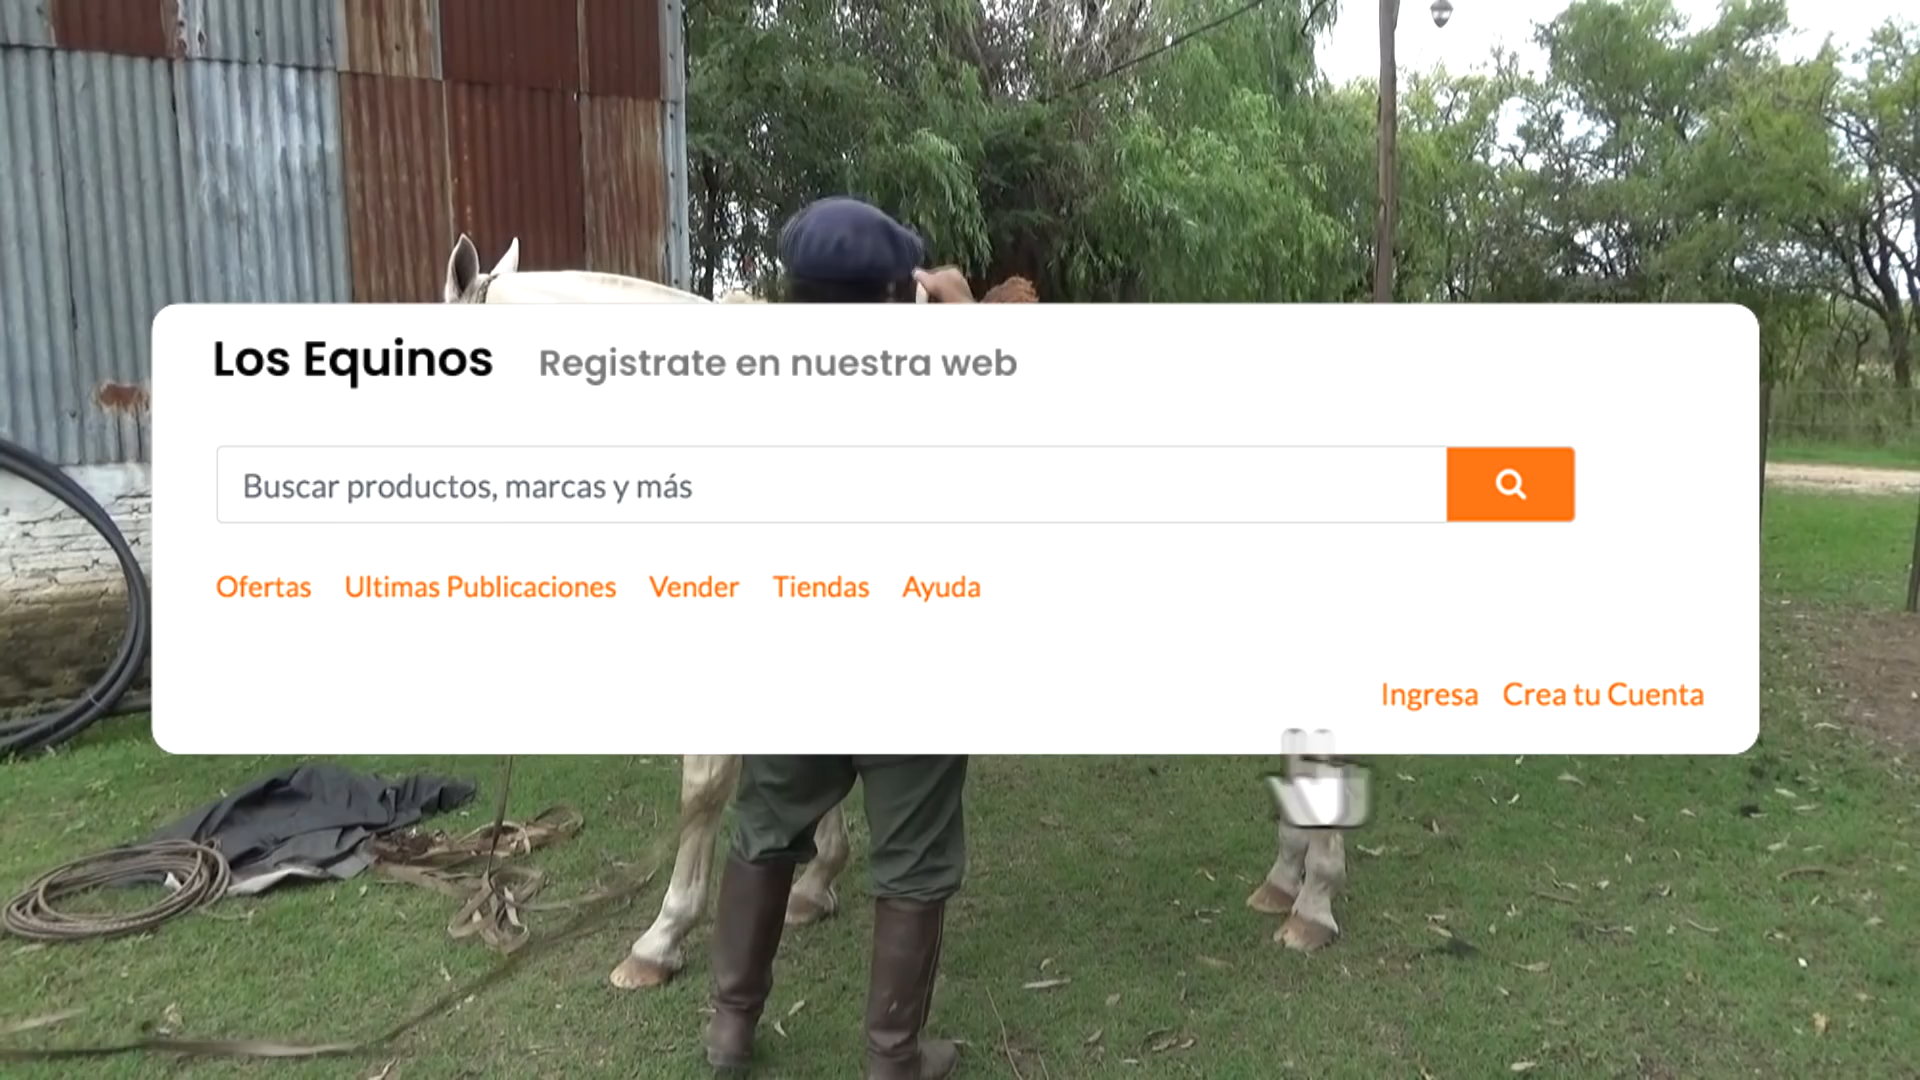 Los Equinos Registrate en nuestra web
Buscar productos, marcas y más
Ofertas Ultimas Publicaciones Vender Tiendas Ayuda
Ingresa Crea tu Cuenta